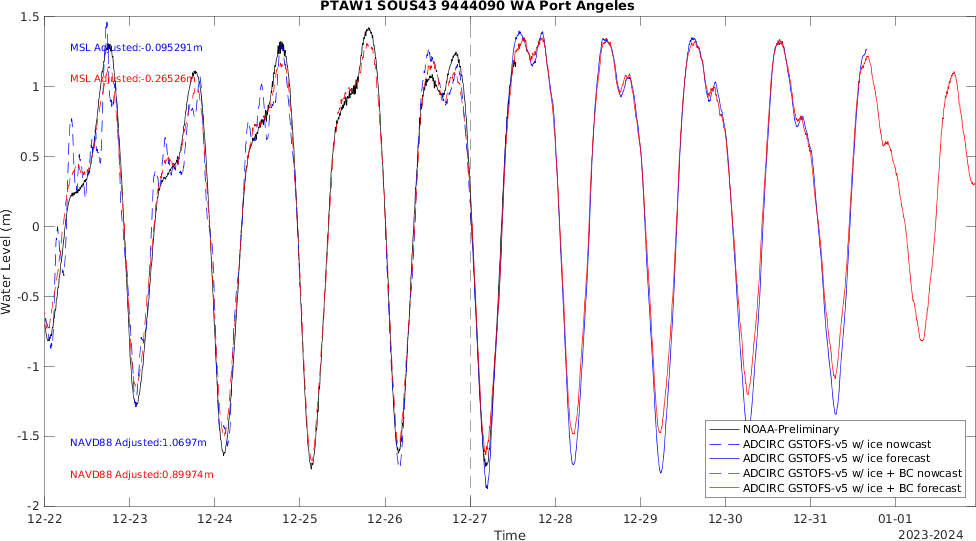 PTAW1 SOUS43 9444090 WA Port Angeles
MSL Adjusted:-0.095291m
MSL Adjusted:-0.26526m
NAVD88 Adjusted:1.0697m
NAVD88 Adjusted:0.89974m
Water Level (m)
1.5
1
0.5
0
-0.5
-1
-1.5
-2
NOAA-Preliminary
ADCIRC GSTOFS-v5 w/ ice nowcast
ADCIRC GSTOFS-v5 w/ ice forecast
ADCIRC GSTOFS-v5 w/ ice + BC nowcast
ADCIRC GSTOFS-v5 w/ ice + BC forecast
12-22 12-23 12-24 12-25 12-26 12-27 12-28 12-29 12-30 12-31 01-01
Time
2023-2024